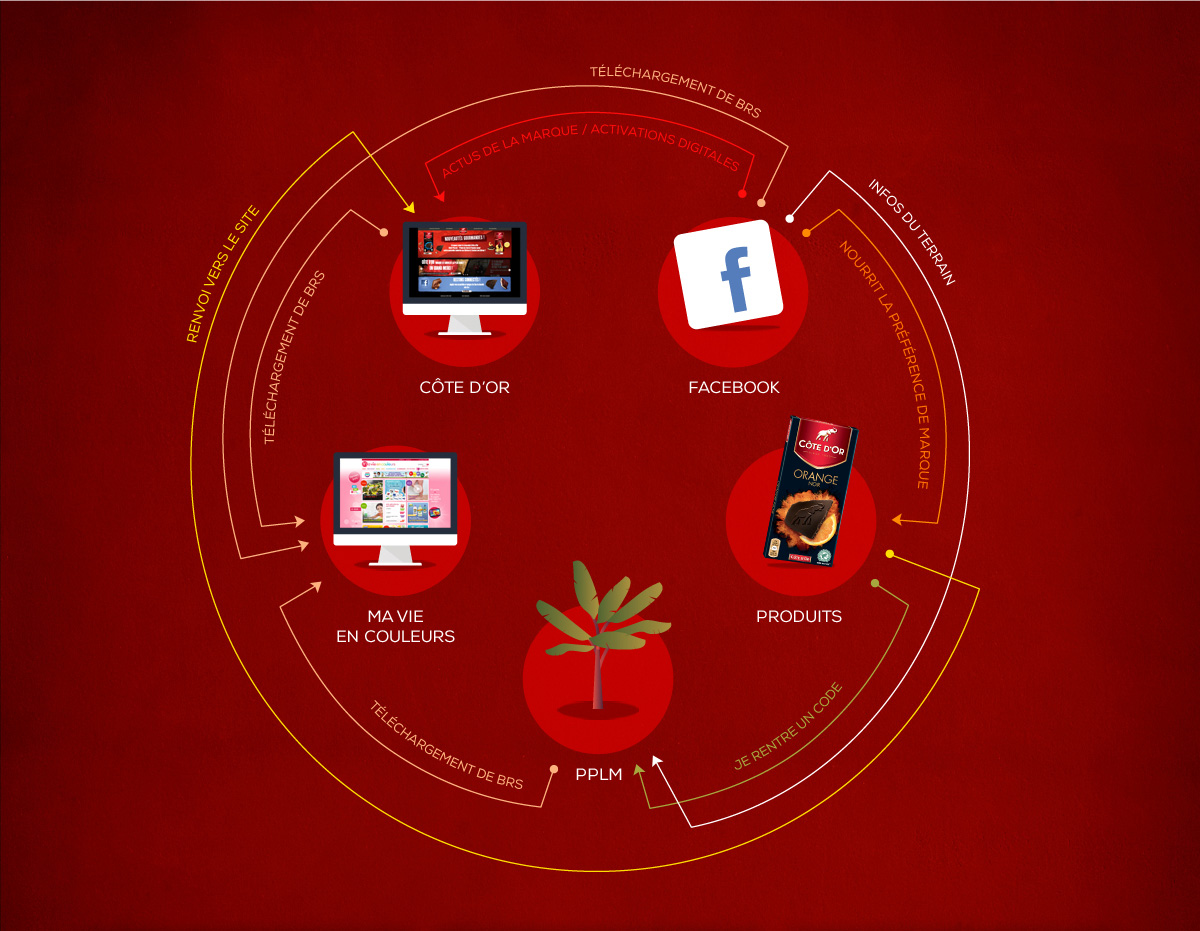 TÉLÉCHARGEMENT DE BRS
ACTUS DE LA MARQUE / ACTIVATIONS DIGITALES
RENVOI VERS LE SITE
INFOS DU TERRAIN
NOURRIT LA PRÉFÉRENCE DE MARQUE
TÉLÉCHARGEMENT DE BRS
f
CÔTE D'OR
FACEBOOK
CÔTE D'OR
ORANGE
NOIR
MA VIE
EN COULEURS
PRODUITS
TÉLÉCHARGEMENT DE BRS
JE RENTRE UN CODE
PPLM